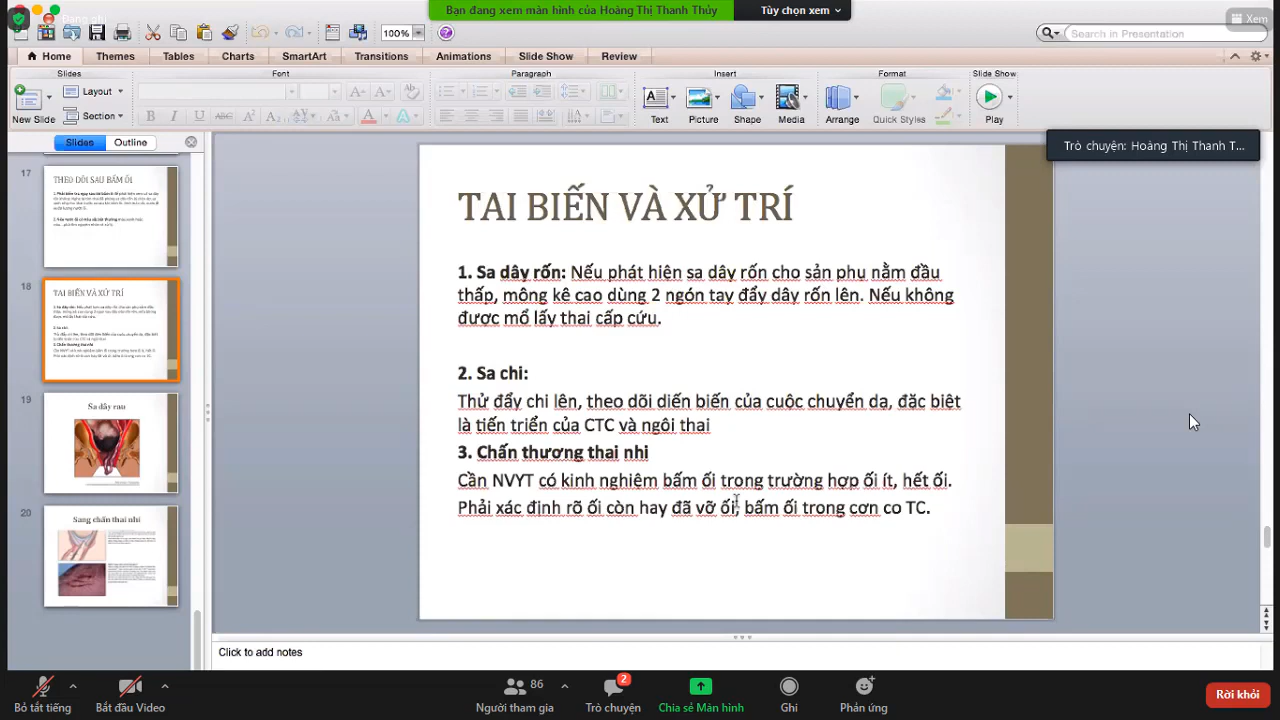 Đang ghi
Bạn đang xem màn hình của Hoàng Thị Thanh Thủy
Tùy chọn xem
Xem
100%
Search in Presentation
Home Themes Tables Charts SmartArt Transitions Animations Slide Show Review
Slides Font Paragraph Insert Format Slide Show
New Slide Layout Section
Text Picture Shape Media Arrange Quick Styles Play
Slides Outline
Trò chuyện: Hoàng Thị Thanh T...
17
THEO DÕI SAU BẤM ỐI
18
TAI BIẾN VÀ XỬ TRÍ
19
Sa dây rau
20
Sang chấn thai nhi
TAI BIẾN VÀ XỬ TRÍ
1. Sa dây rốn: Nếu phát hiện sa dây rốn cho sản phụ nằm đầu
thấp, mông kê cao dùng 2 ngón tay đẩy dây rốn lên. Nếu không
được mổ lấy thai cấp cứu.
2. Sa chi:
Thử đẩy chi lên, theo dõi diến biến của cuộc chuyển dạ, đặc biệt
là tiến triển của CTC và ngôi thai
3. Chấn thương thai nhi
Cần NVYT có kinh nghiệm bấm ối trong trường hợp ối ít, hết ối.
Phải xác định rõ ối còn hay đã vỡ ối, bấm ối trong cơn co TC.
Click to add notes
Bỏ tắt tiếng
Bắt đầu Video
86
Người tham gia
2
Trò chuyện
Chia sẻ Màn hình
Ghi
Phản ứng
Rời khỏi